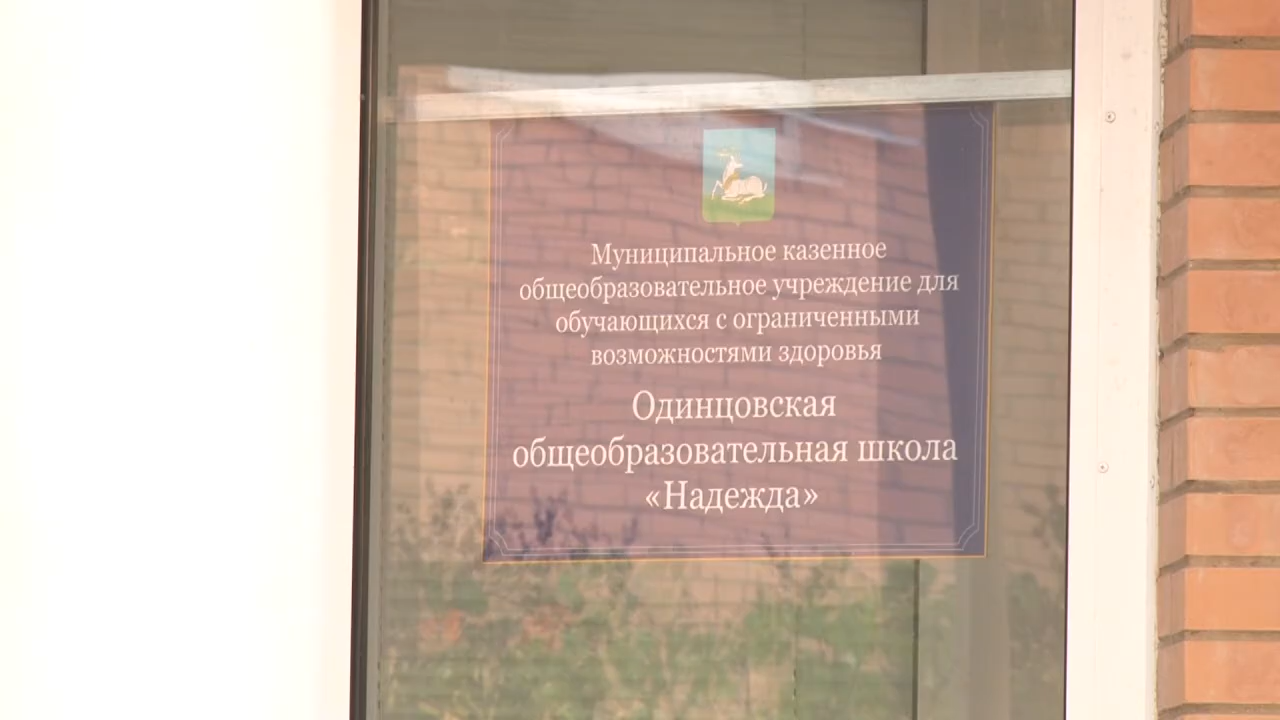 Муниципальное казенное
общеобразовательное учреждение для
обучающихся с ограниченными
возможностями здоровья
Одинцовская
общеобразовательная школа
«Надежда»